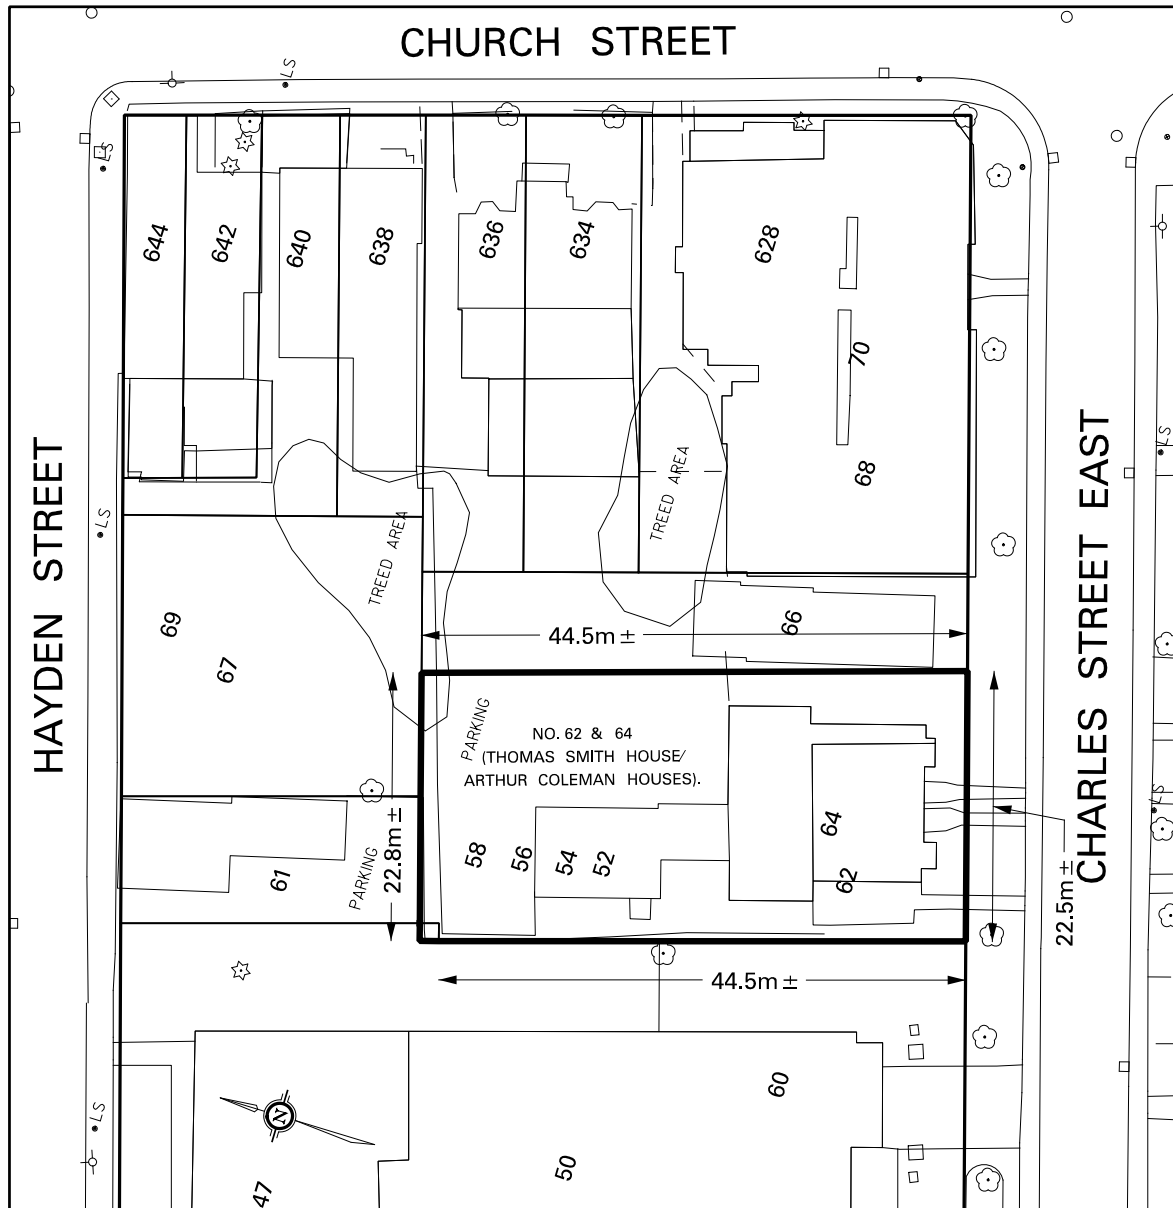 CHURCH STREET
LS
LS
644
642
640
638
636
634
628
70
68
HAYDEN STREET
LS
TREED AREA
TREED AREA
CHARLES STREET EAST
LS
69
67
66
44.5m ±
PARKING
NO. 62 & 64
(THOMAS SMITH HOUSE/
ARTHUR COLEMAN HOUSES).
22.8m ±
PARKING
61
58
56
54
52
64
62
LS
22.5m ±
44.5m ±
LS
N
60
50
47